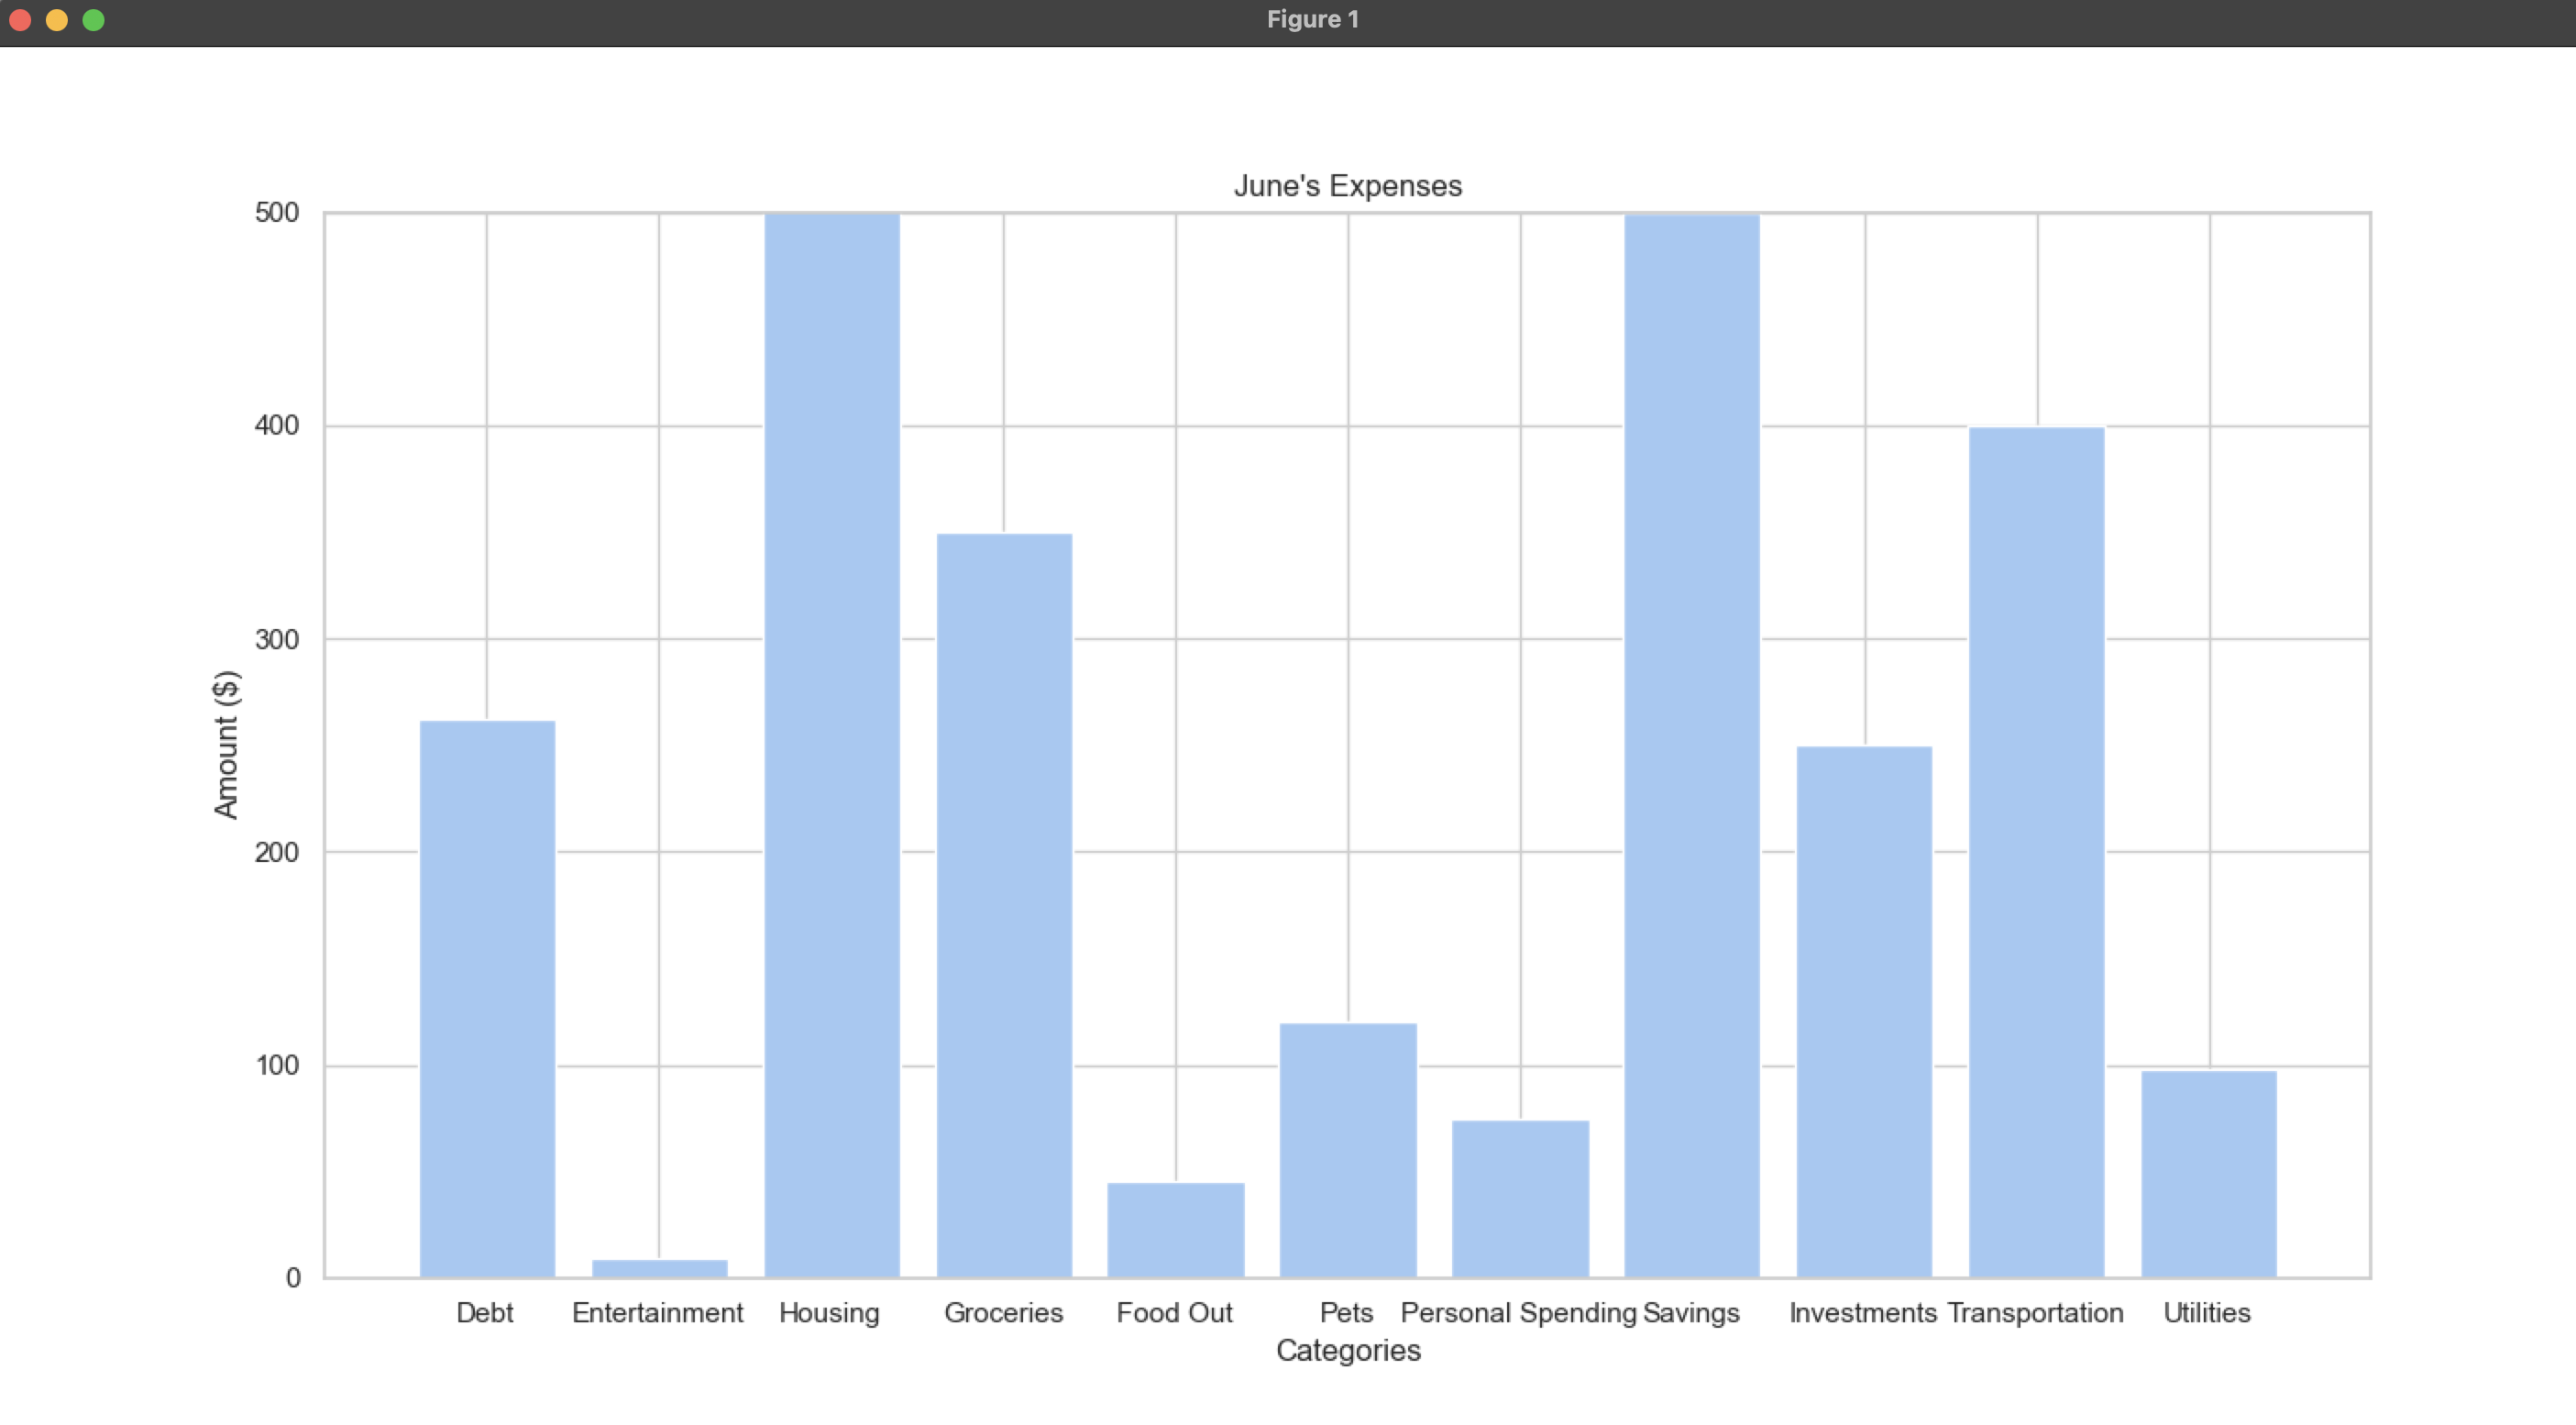 Figure 1
June's Expenses
500
400
300
200
100
0
Amount ($)
Debt Entertainment Housing Groceries Food Out Pets Personal Spending Savings Investments Transportation Utilities
Categories